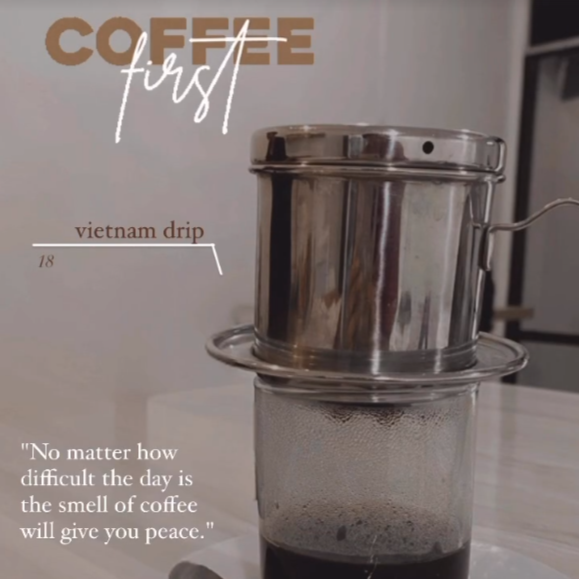 COFFEE
first
vietnam drip
18
"No matter how
difficult the day is
the smell of coffee
will give you peace."